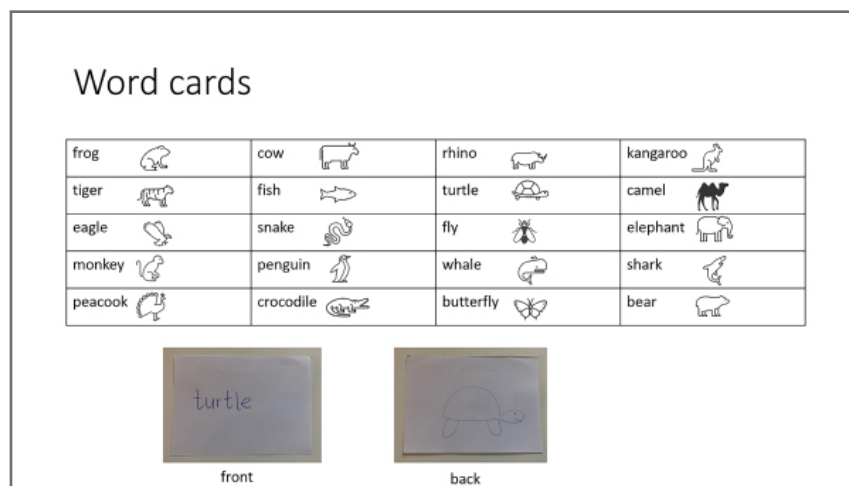 Word cards
frog cow rhino kangaroo
tiger fish turtle camel
eagle snake fly elephant
monkey penguin whale shark
peacook crocodile butterfly bear
turtle
front back